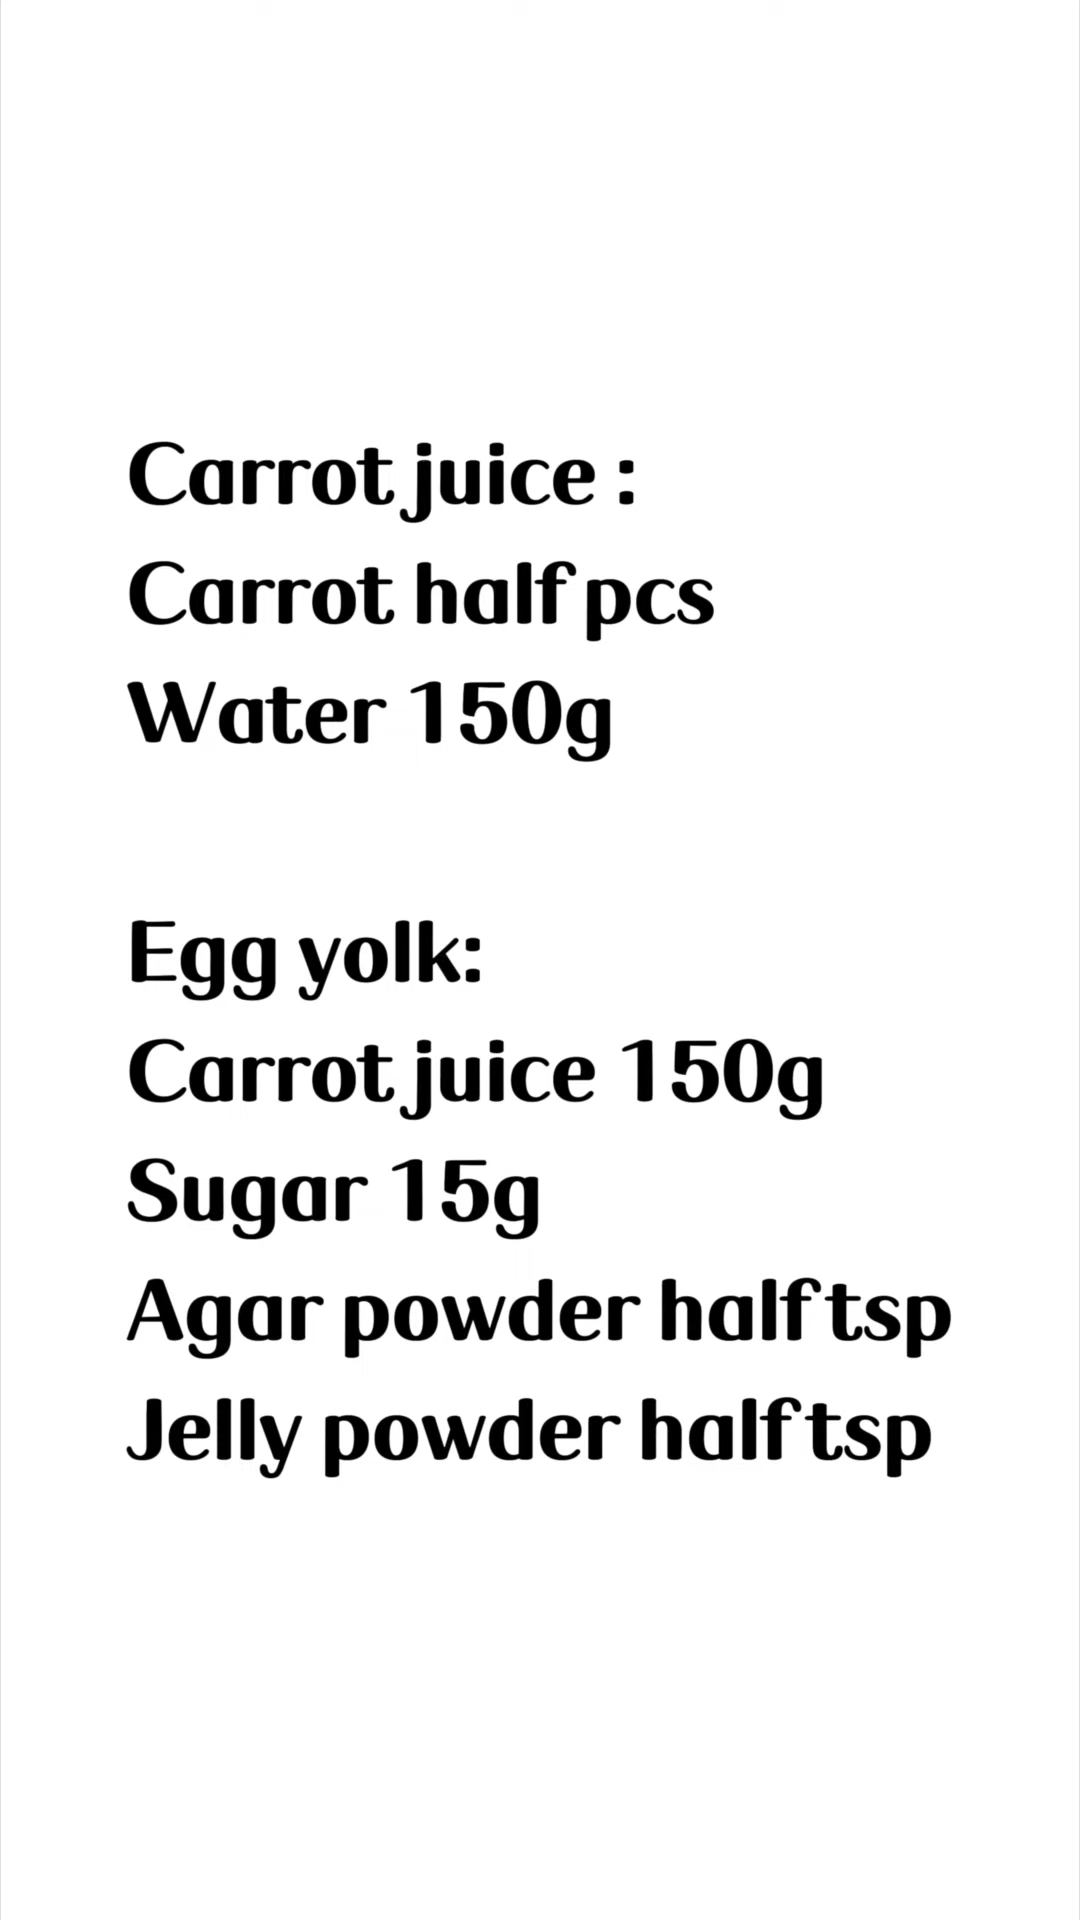 Carrot juice :
Carrot half pcs
Water 150g
Egg yolk:
Carrot juice 150g
Sugar 15g
Agar powder half tsp
Jelly powder half tsp